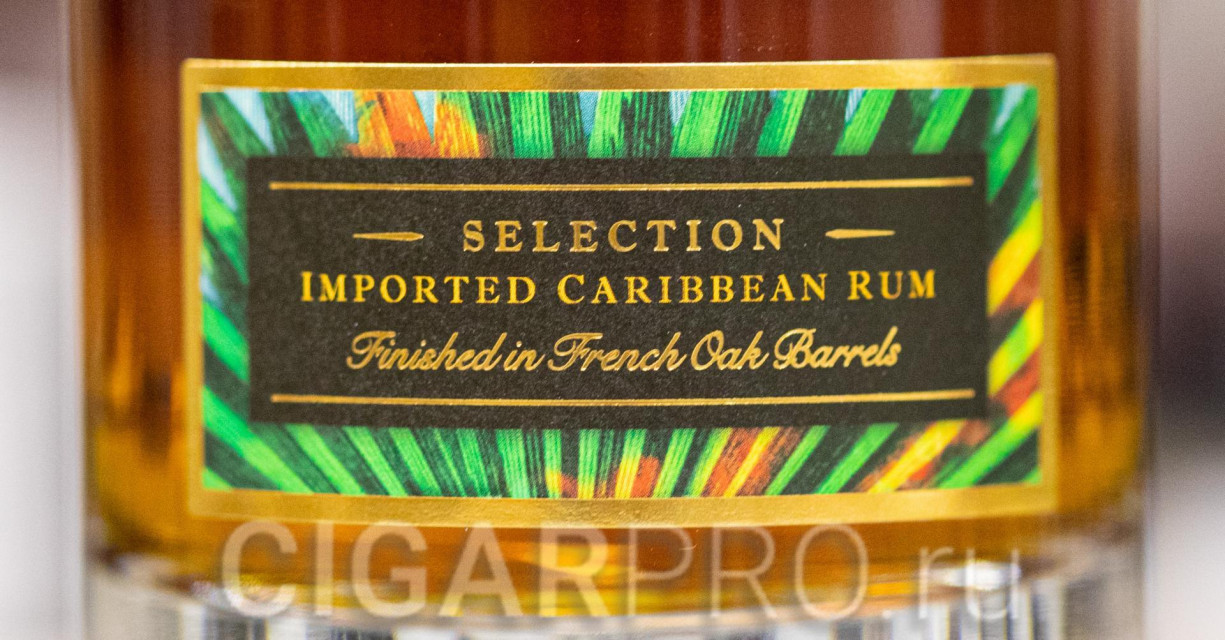 SELECTION
IMPORTED CARIBBEAN RUM
Finished in French Oak Barrels
CIGARPRO.ru